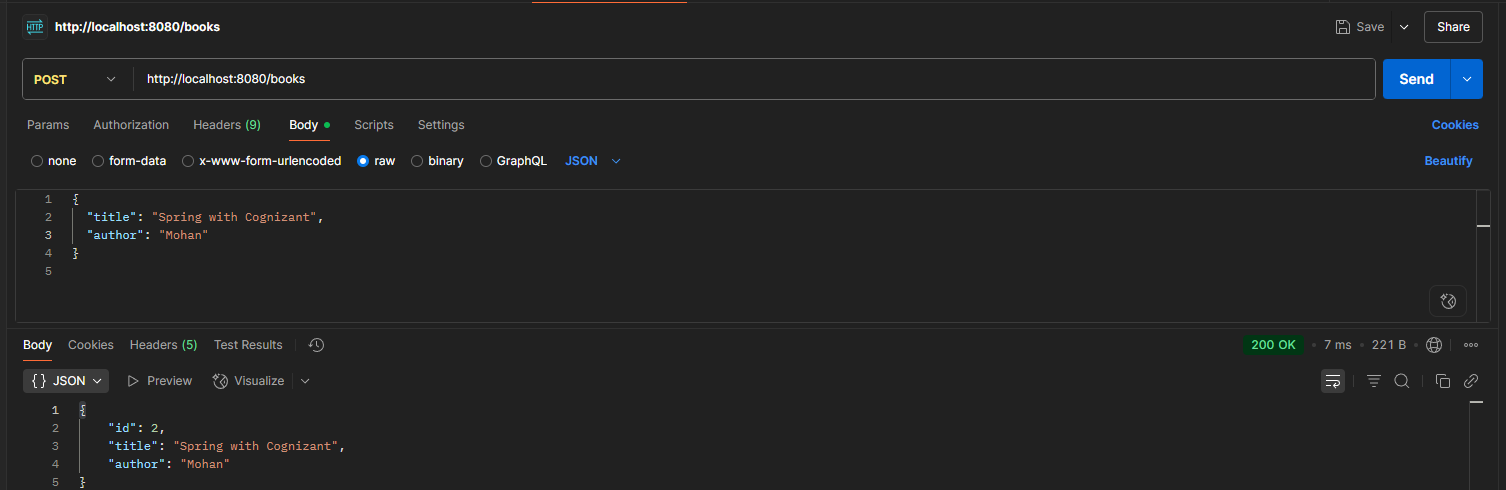 HTTP http://localhost:8080/books Save Share
POST http://localhost:8080/books Send
Params Authorization Headers (9) Body Scripts Settings Cookies
none form-data x-www-form-urlencoded raw binary GraphQL JSON Beautify
1 {
2 "title": "Spring with Cognizant",
3 "author": "Mohan"
4 }
5
Body Cookies Headers (5) Test Results 200 OK • 7 ms • 221 B •
{} JSON Preview Visualize
1 {
2 "id": 2,
3 "title": "Spring with Cognizant",
4 "author": "Mohan"
5 }